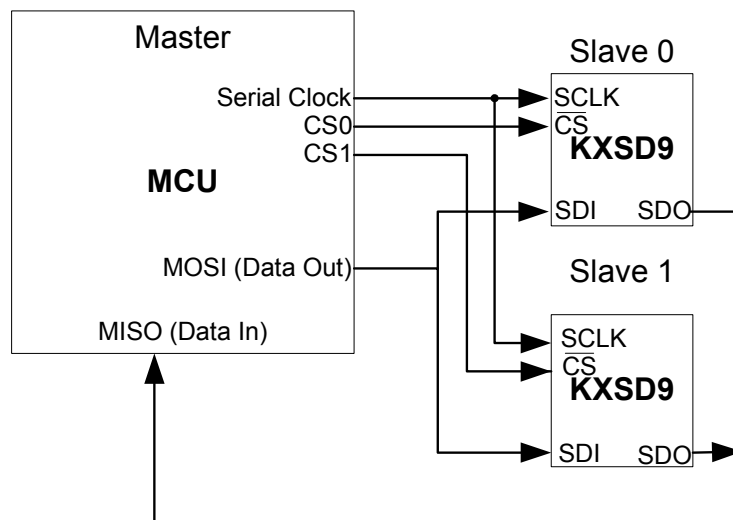 Master
Serial Clock
CS0
CS1
MCU
MOSI (Data Out)
MISO (Data In)
Slave 0
SCLK
CS
KXSD9
SDI SDO
Slave 1
SCLK
CS
KXSD9
SDI SDO